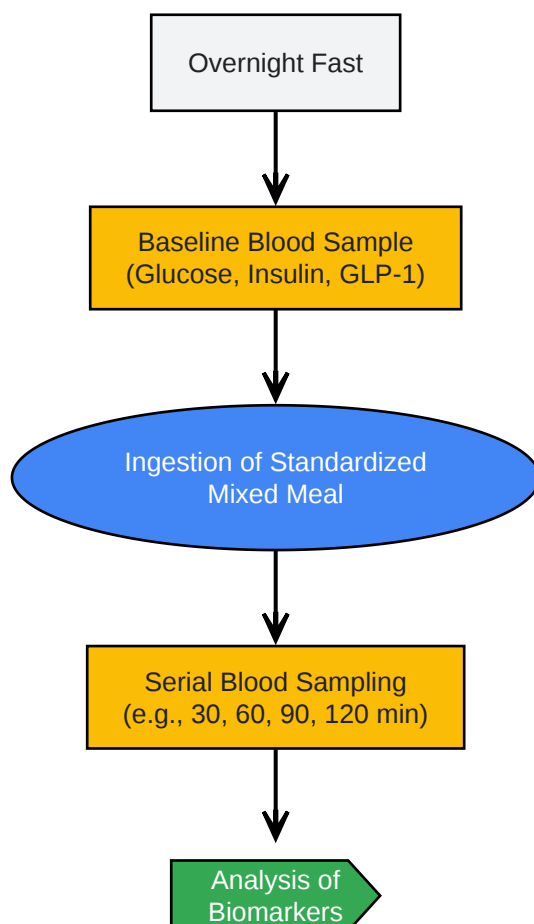 Overnight Fast
Baseline Blood Sample
(Glucose, Insulin, GLP-1)
Ingestion of Standardized
Mixed Meal
Serial Blood Sampling
(e.g., 30, 60, 90, 120 min)
Analysis of
Biomarkers